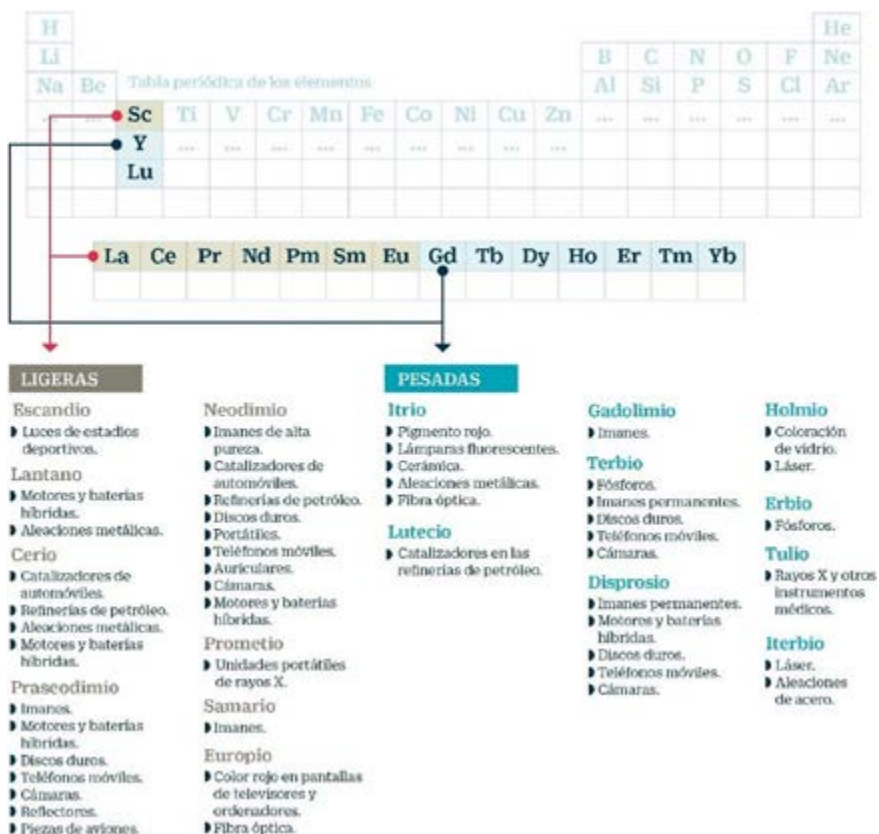 H He
Li B C N O F Ne
Na Be Tabla periódica de los elementos Al Si P S Cl Ar
... ... Sc Ti V Cr Mn Fe Co Ni Cu Zn ... ... ... ... ... ...
Y ... ... ... ... ... ... ... ... ...
Lu
La Ce Pr Nd Pm Sm Eu Gd Tb Dy Ho Er Tm Yb
LIGERAS
Escandio
Luces de estadios
deportivos.
Lantano
Motores y baterías
híbridas.
Aleaciones metálicas.
Cerio
Catalizadores de
automóviles.
Refinerías de petróleo.
Aleaciones metálicas.
Motores y baterías
híbridas.
Praseodimio
Imanes.
Motores y baterías
híbridas.
Discos duros.
Teléfonos móviles.
Cámaras.
Reflectores.
Piezas de aviones.
Neodimio
Imanes de alta
pureza.
Catalizadores de
automóviles.
Refinerías de petróleo.
Discos duros.
Portátiles.
Teléfonos móviles.
Auriculares.
Cámaras.
Motores y baterías
híbridas.
Prometio
Unidades portátiles
de rayos X.
Samario
Imanes.
Europio
Color rojo en pantallas
de televisores y
ordenadores.
Fibra óptica.
PESADAS
Itrio
Pigmento rojo.
Lámparas fluorescentes.
Cerámica.
Aleaciones metálicas.
Fibra óptica.
Lutecio
Catalizadores en las
refinerías de petróleo.
Gadolimio
Imanes.
Terbio
Fósforos.
Imanes permanentes.
Discos duros.
Teléfonos móviles.
Cámaras.
Disprosio
Imanes permanentes.
Motores y baterías
híbridas.
Discos duros.
Teléfonos móviles.
Cámaras.
Holmio
Coloración
de vidrio.
Láser.
Erbio
Fósforos.
Tulio
Rayos X y otros
instrumentos
médicos.
Iterbio
Láser.
Aleaciones
de acero.